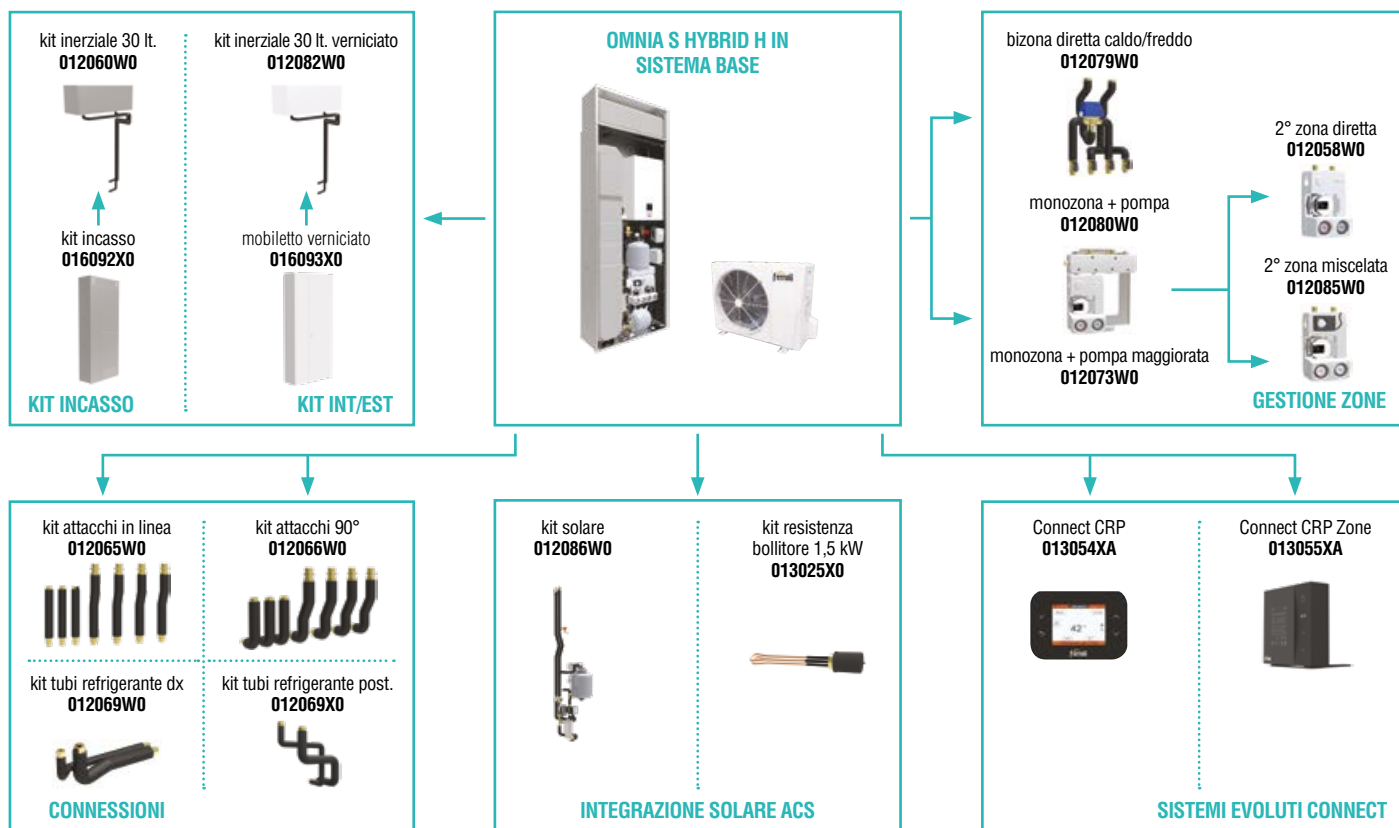 kit inerziale 30 lt.
012060W0
kit incasso
016092X0
KIT INCASSO
kit inerziale 30 lt. verniciato
012082W0
mobiletto verniciato
016093X0
KIT INT/EST
OMNIA S HYBRID H IN
SISTEMA BASE
ferroli
bizona diretta caldo/freddo
012079W0
monozona + pompa
012080W0
monozona + pompa maggiorata
012073W0
2° zona diretta
012058W0
2° zona miscelata
012085W0
GESTIONE ZONE
kit attacchi in linea
012065W0
kit attacchi 90°
012066W0
kit tubi refrigerante dx
012069W0
kit tubi refrigerante post.
012069X0
CONNESSIONI
kit solare
012086W0
kit resistenza
bollitore 1,5 kW
013025X0
INTEGRAZIONE SOLARE ACS
Connect CRP
013054XA
42
ferroli
Connect CRP Zone
013055XA
SISTEMI EVOLUTI CONNECT